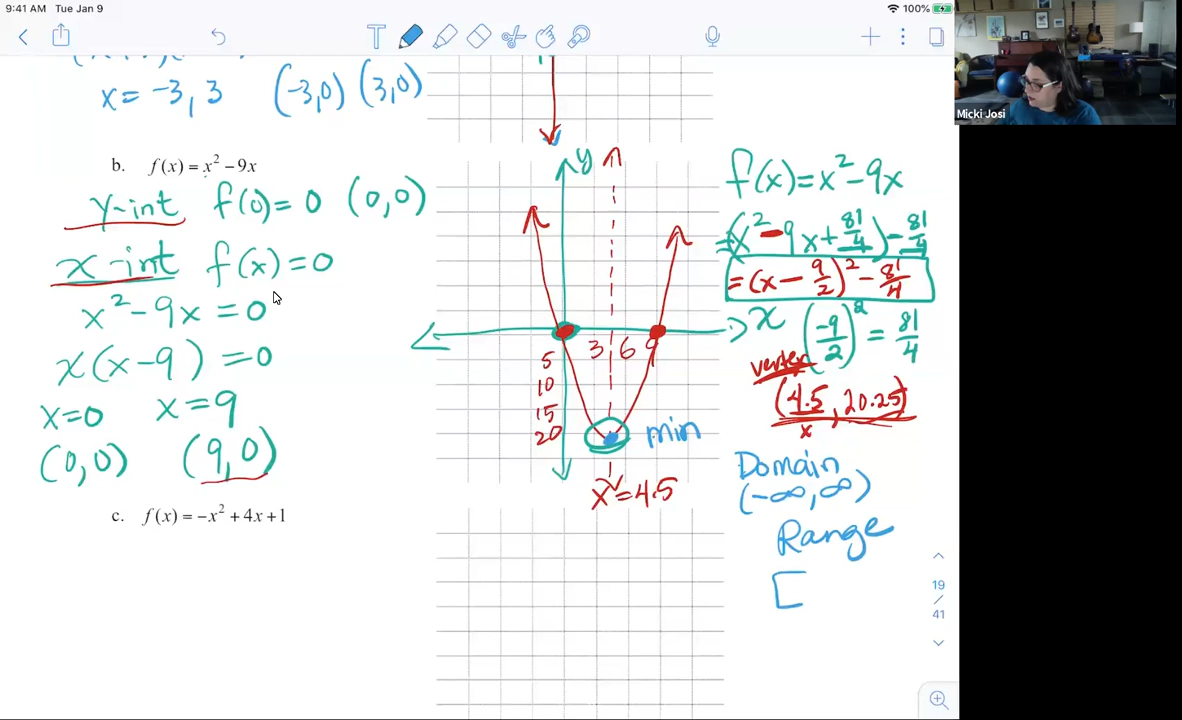 9:41 AM Tue Jan 9
100%
Micki Josi
x = -3, 3 (-3,0) (3,0)
b. f(x) = x² − 9x
y-int f(0) = 0 (0,0)
x-int f(x) = 0
x² - 9x = 0
x(x-9) = 0
x=0 x=9
(0,0) (9,0)
y
x
3 6 9
5
10
15
20
min
x = 4.5
f(x) = x² - 9x
= (x² - 9x + 81/4) - 81/4
= (x - 9/2)² - 81/4
(-9/2)² = 81/4
vertex
(4.5, 20.25)
x
Domain
(-∞, ∞)
Range
[
c. f(x) = −x² + 4x + 1
19
/
41